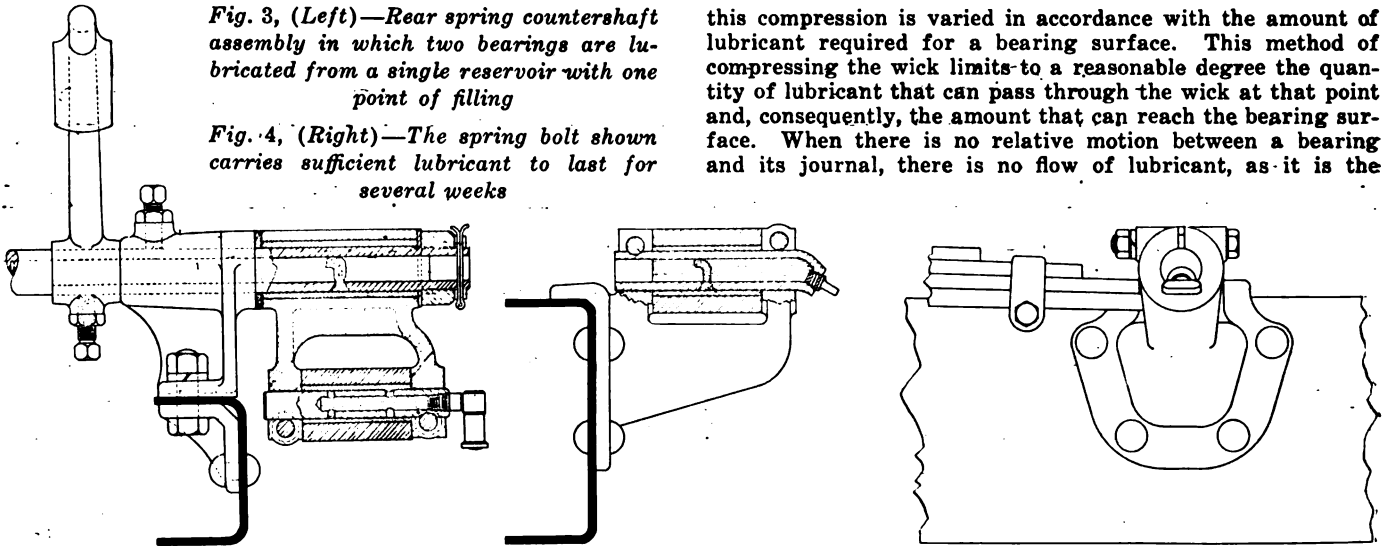 Fig. 3, (Left)—Rear spring countershaft
assembly in which two bearings are lu-
bricated from a single reservoir with one
point of filling
Fig. 4, (Right)—The spring bolt shown
carries sufficient lubricant to last for
several weeks
this compression is varied in accordance with the amount of
lubricant required for a bearing surface. This method of
compressing the wick limits to a reasonable degree the quan-
tity of lubricant that can pass through the wick at that point
and, consequently, the amount that can reach the bearing sur-
face. When there is no relative motion between a bearing
and its journal, there is no flow of lubricant, as it is the